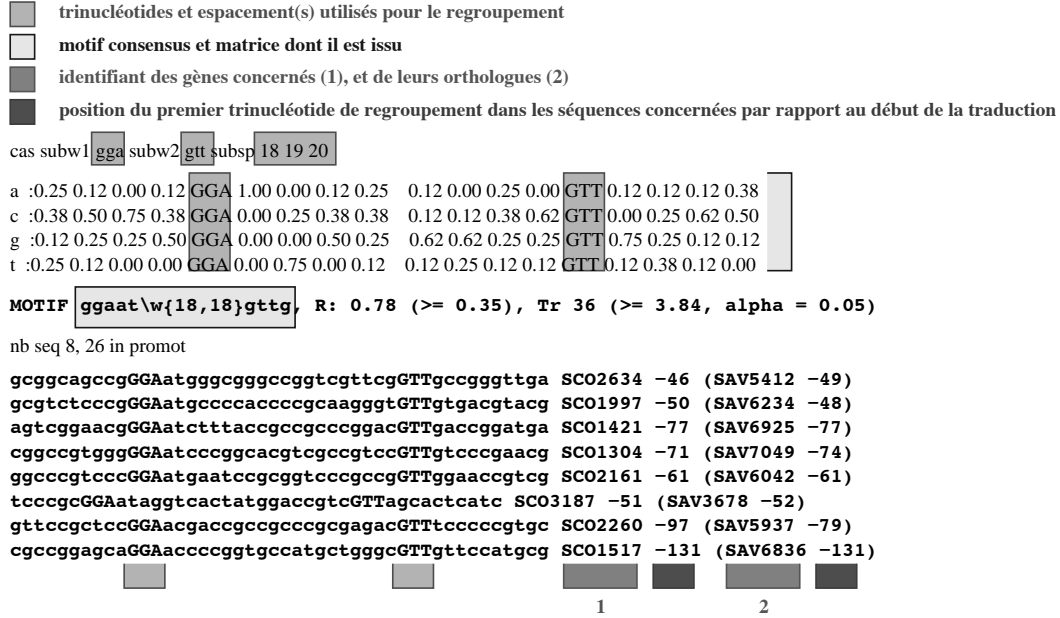 trinucléotides et espacement(s) utilisés pour le regroupement
motif consensus et matrice dont il est issu
identifiant des gènes concernés (1), et de leurs orthologues (2)
position du premier trinucléotide de regroupement dans les séquences concernées par rapport au début de la traduction
cas subw1 gga subw2 gtt subsp 18 19 20
a :0.25 0.12 0.00 0.12 GGA 1.00 0.00 0.12 0.25 0.12 0.00 0.25 0.00 GTT 0.12 0.12 0.12 0.38
c :0.38 0.50 0.75 0.38 GGA 0.00 0.25 0.38 0.38 0.12 0.12 0.38 0.62 GTT 0.00 0.25 0.62 0.50
g :0.12 0.25 0.25 0.50 GGA 0.00 0.00 0.50 0.25 0.62 0.62 0.25 0.25 GTT 0.75 0.25 0.12 0.12
t :0.25 0.12 0.00 0.00 GGA 0.00 0.75 0.00 0.12 0.12 0.25 0.12 0.12 GTT 0.12 0.38 0.12 0.00
MOTIF ggaat\w{18,18}gttg, R: 0.78 (>= 0.35), Tr 36 (>= 3.84, alpha = 0.05)
nb seq 8, 26 in promot
gcggcagccgGGAatgggcgggccggtcgttcgGTTgccgggttga SCO2634 −46 (SAV5412 −49)
gcgtctcccgGGAatgccccaccccgcaagggtGTTgtgacgtacg SCO1997 −50 (SAV6234 −48)
agtcggaacgGGAatctttaccgccgcccggacGTTgaccggatga SCO1421 −77 (SAV6925 −77)
cggccgtgggGGAatcccggcacgtcgccgtccGTTgtcccgaacg SCO1304 −71 (SAV7049 −74)
ggcccgtcccGGAatgaatccgcggtcccgccgGTTggaaccgtcg SCO2161 −61 (SAV6042 −61)
tcccgcGGAataggtcactatggaccgtcGTTagcactcatc SCO3187 −51 (SAV3678 −52)
gttccgctccGGAacgaccgccgcccgcgagacGTTtcccccgtgc SCO2260 −97 (SAV5937 −79)
cgccggagcaGGAaccccggtgccatgctgggcGTTgttccatgcg SCO1517 −131 (SAV6836 −131)
1 2